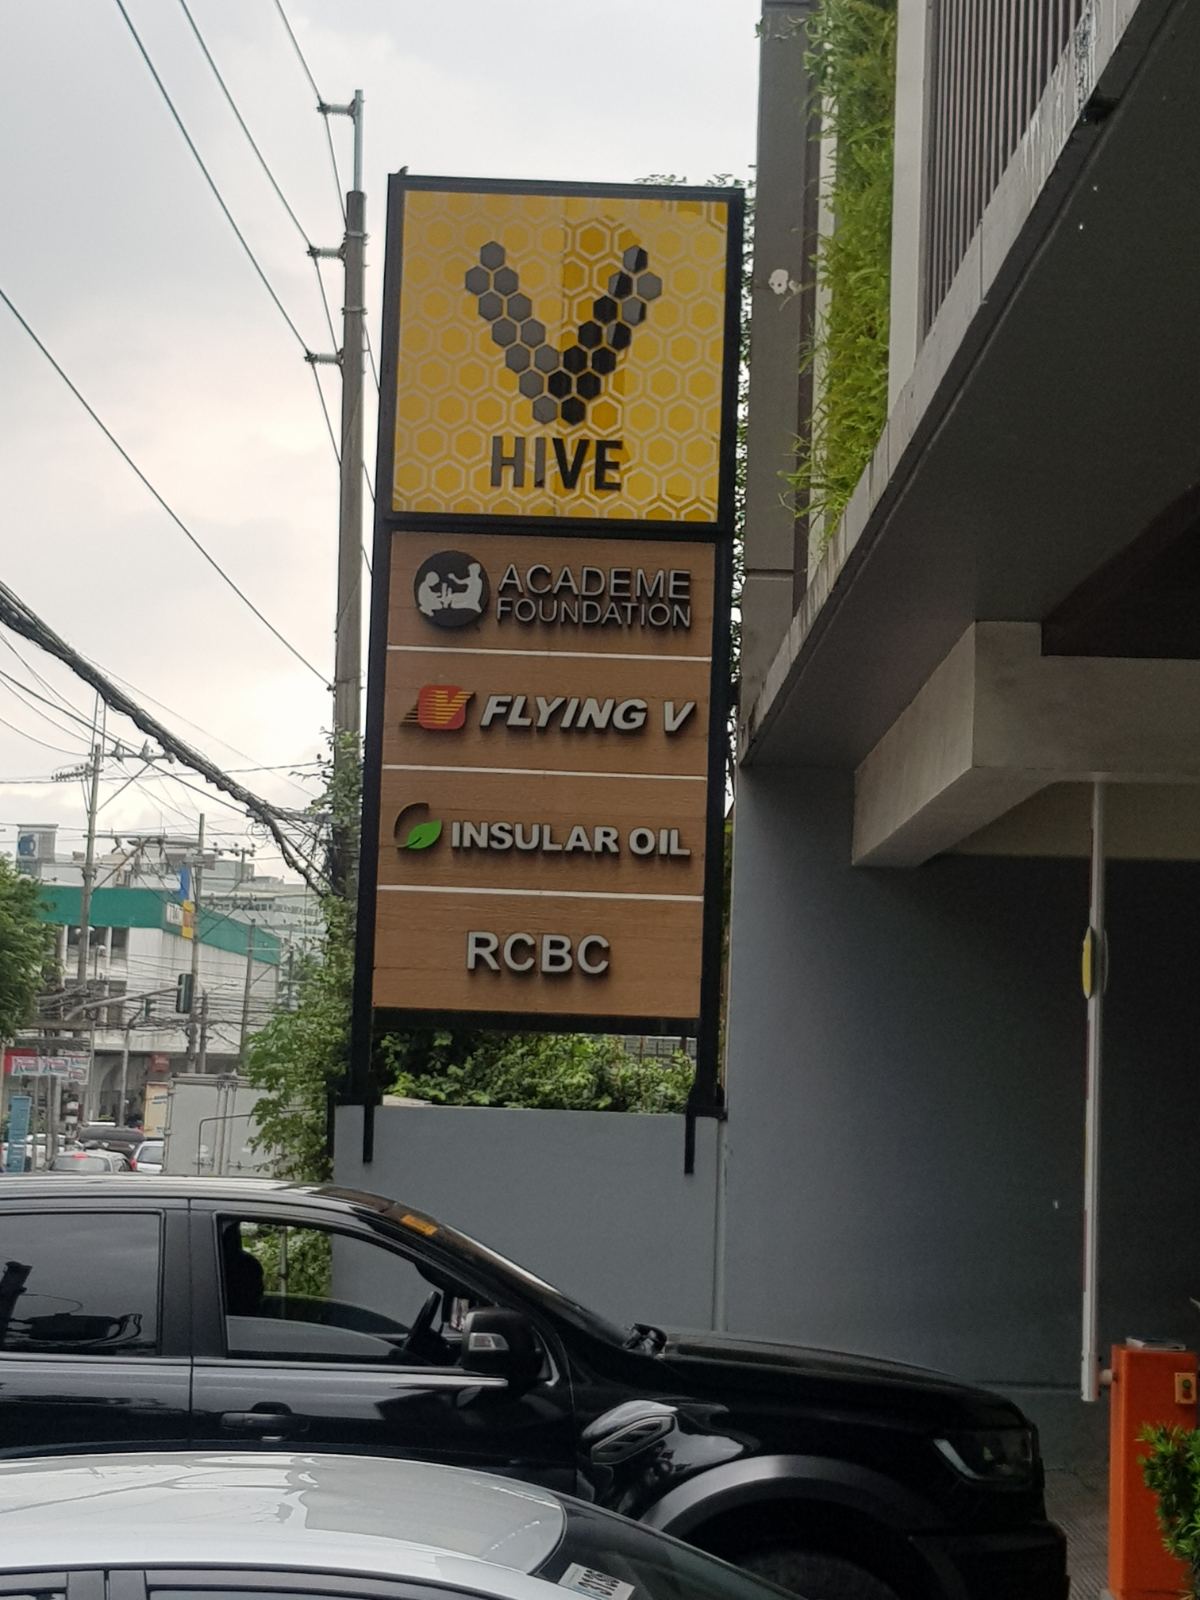 V
HIVE
ACADEME
FOUNDATION
FLYING V
INSULAR OIL
RCBC